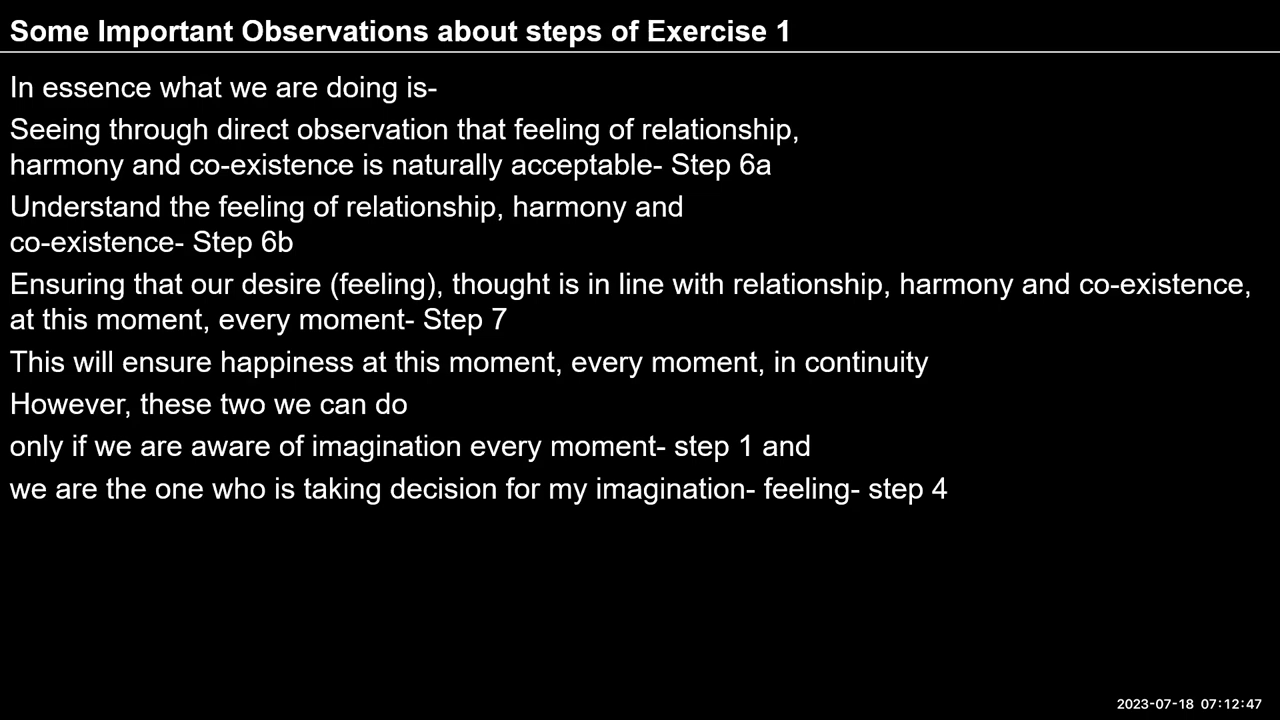 Some Important Observations about steps of Exercise 1
In essence what we are doing is-
Seeing through direct observation that feeling of relationship,
harmony and co-existence is naturally acceptable- Step 6a
Understand the feeling of relationship, harmony and
co-existence- Step 6b
Ensuring that our desire (feeling), thought is in line with relationship, harmony and co-existence,
at this moment, every moment- Step 7
This will ensure happiness at this moment, every moment, in continuity
However, these two we can do
only if we are aware of imagination every moment- step 1 and
we are the one who is taking decision for my imagination- feeling- step 4
2023-07-18 07:12:47